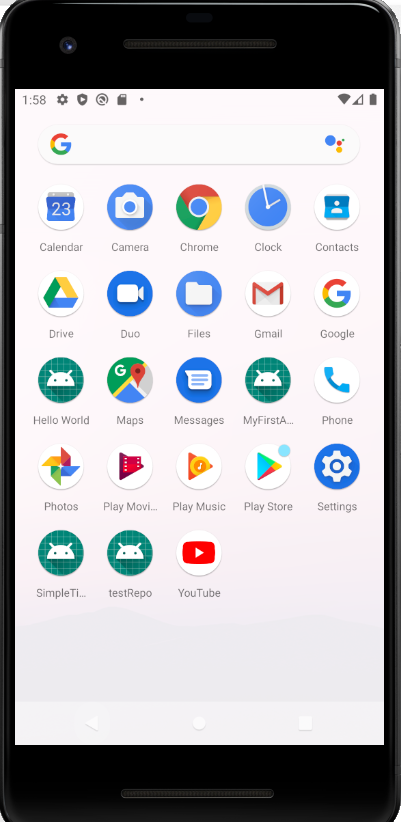 1:58
Calendar Camera Chrome Clock Contacts
23
Drive Duo Files Gmail Google
Hello World Maps Messages MyFirstA... Phone
Photos Play Movi... Play Music Play Store Settings
SimpleTi... testRepo YouTube